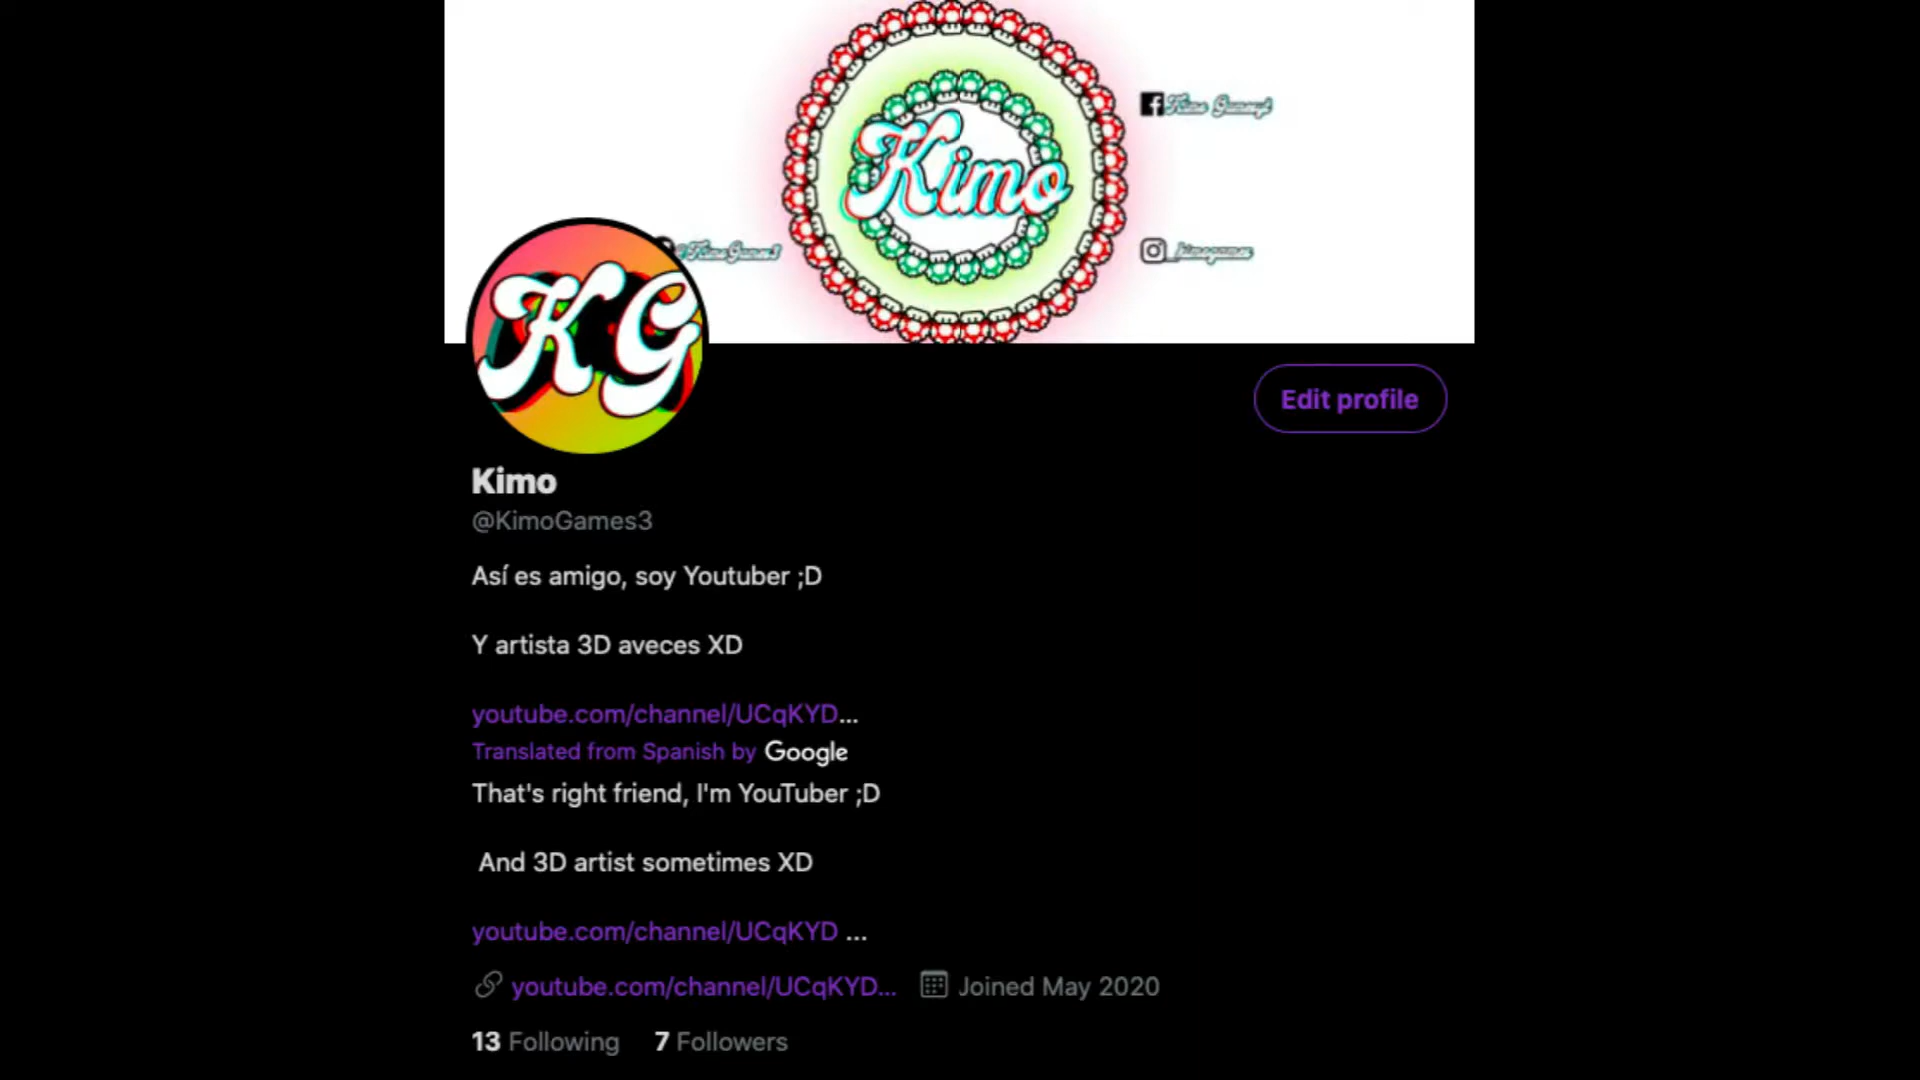 Kimo
@KimoGames3
KG
Edit profile
Kimo
@KimoGames3
Así es amigo, soy Youtuber ;D
Y artista 3D aveces XD
youtube.com/channel/UCqKYD...
Translated from Spanish by Google
That's right friend, I'm YouTuber ;D
And 3D artist sometimes XD
youtube.com/channel/UCqKYD ...
youtube.com/channel/UCqKYD... Joined May 2020
13 Following 7 Followers